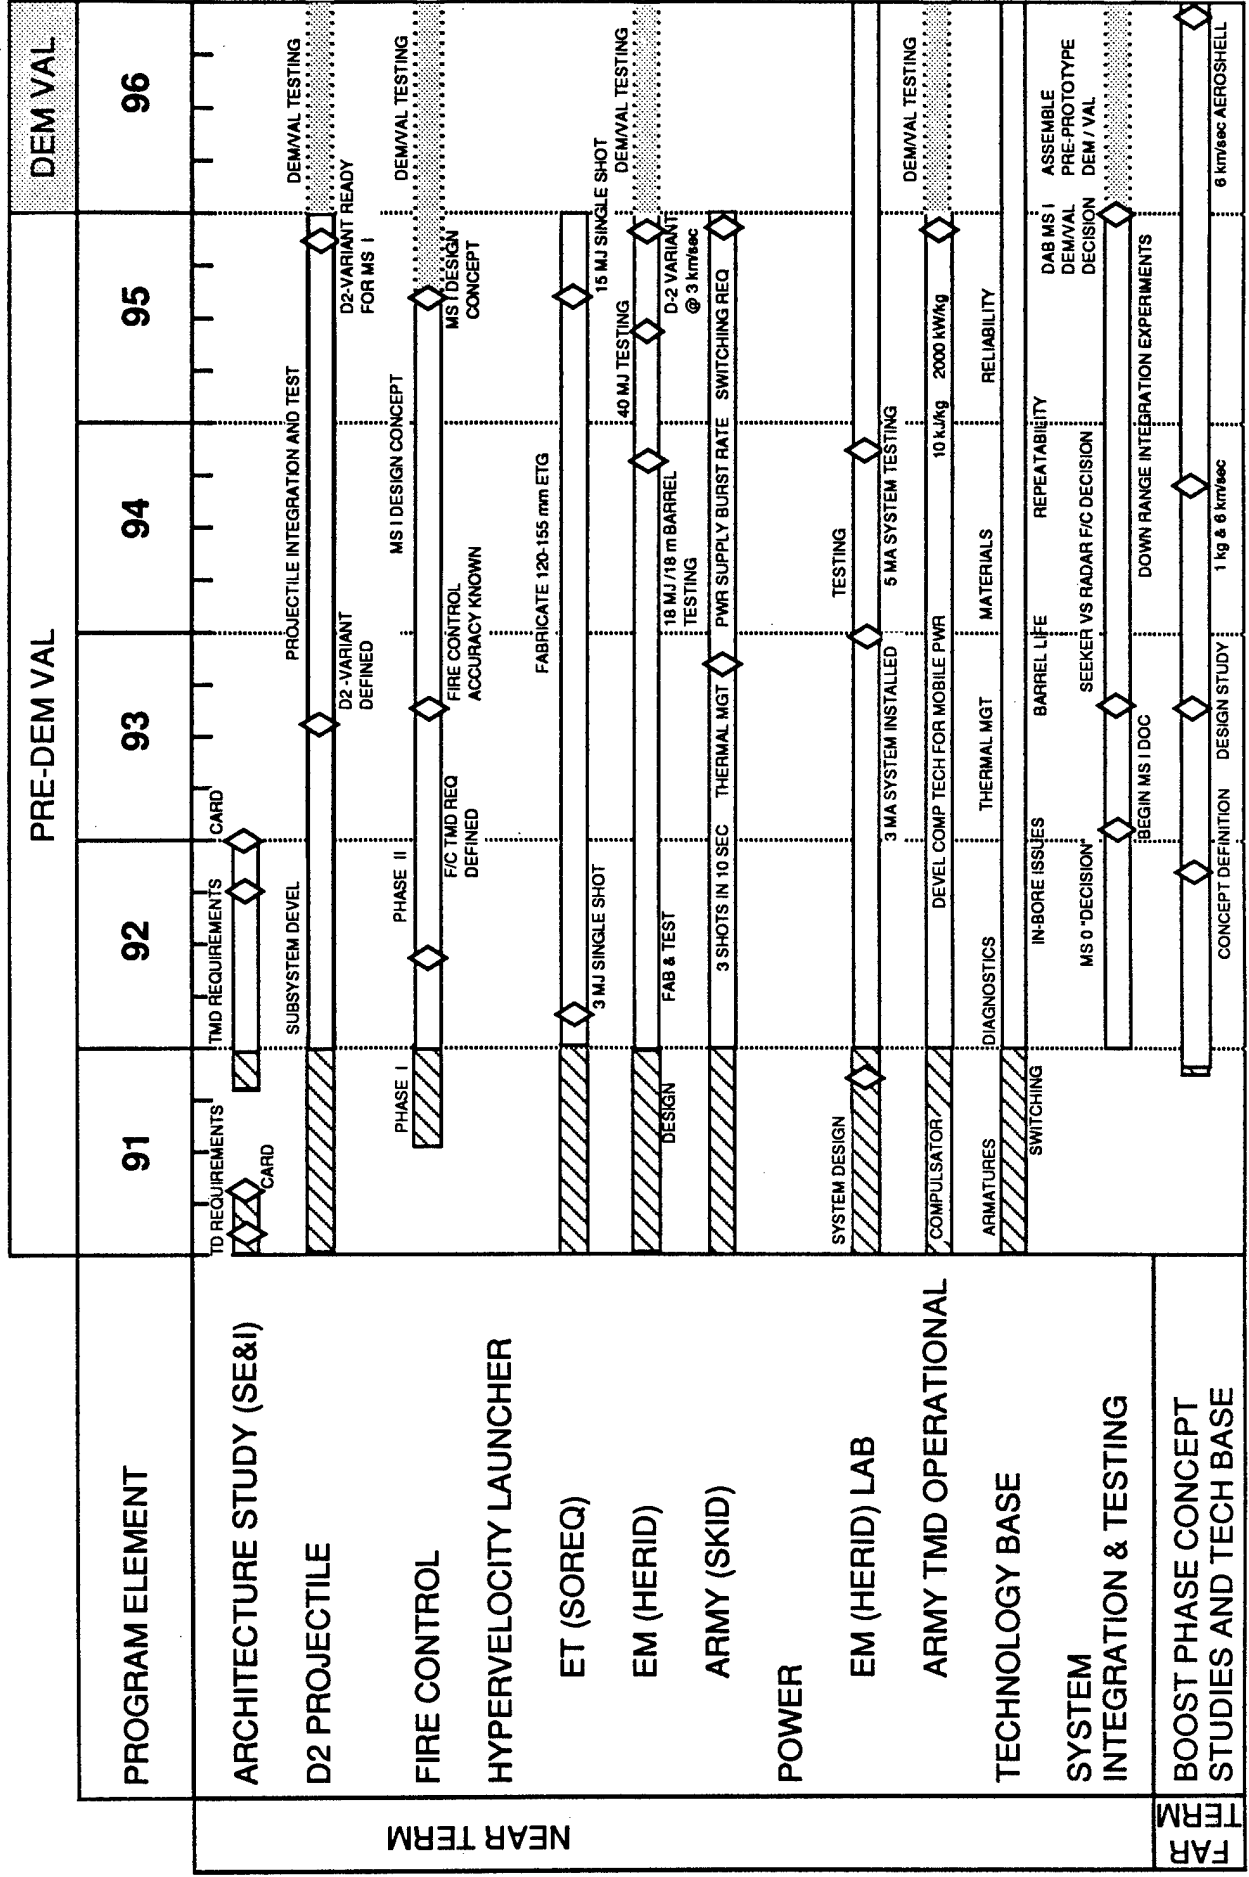 PRE-DEM VAL
DEM VAL
PROGRAM ELEMENT
91
92
93
94
95
96
NEAR TERM
ARCHITECTURE STUDY (SE&I)
TD REQUIREMENTS
CARD
TMD REQUIREMENTS
CARD
D2 PROJECTILE
SUBSYSTEM DEVEL
PROJECTILE INTEGRATION AND TEST
DEM/VAL TESTING
D2 -VARIANT
DEFINED
D2-VARIANT READY
FOR MS I
FIRE CONTROL
PHASE I
PHASE II
MS I DESIGN CONCEPT
DEM/VAL TESTING
F/C TMD REQ
DEFINED
FIRE CONTROL
ACCURACY KNOWN
MS I DESIGN
CONCEPT
HYPERVELOCITY LAUNCHER
ET (SOREQ)
FABRICATE 120-155 mm ETG
3 MJ SINGLE SHOT
15 MJ SINGLE SHOT
EM (HERID)
40 MJ TESTING
DEM/VAL TESTING
DESIGN
FAB & TEST
18 MJ /18 m BARREL
TESTING
D-2 VARIANT
@ 3 km/sec
ARMY (SKID)
3 SHOTS IN 10 SEC
THERMAL MGT
PWR SUPPLY BURST RATE
SWITCHING REQ
POWER
EM (HERID) LAB
SYSTEM DESIGN
TESTING
3 MA SYSTEM INSTALLED
5 MA SYSTEM TESTING
ARMY TMD OPERATIONAL
COMPULSATOR
DEVEL COMP TECH FOR MOBILE PWR
10 kJ/kg
2000 kW/kg
DEM/VAL TESTING
TECHNOLOGY BASE
ARMATURES
DIAGNOSTICS
THERMAL MGT
MATERIALS
RELIABILITY
SWITCHING
IN-BORE ISSUES
BARREL LIFE
REPEATABILITY
SYSTEM
INTEGRATION & TESTING
MS 0 "DECISION"
SEEKER VS RADAR F/C DECISION
DAB MS I
DEM/VAL
DECISION
ASSEMBLE
PRE-PROTOTYPE
DEM / VAL
BEGIN MS I DOC
DOWN RANGE INTEGRATION EXPERIMENTS
FAR
TERM
BOOST PHASE CONCEPT
STUDIES AND TECH BASE
CONCEPT DEFINITION
DESIGN STUDY
1 kg & 6 km/sec
6 km/sec AEROSHELL